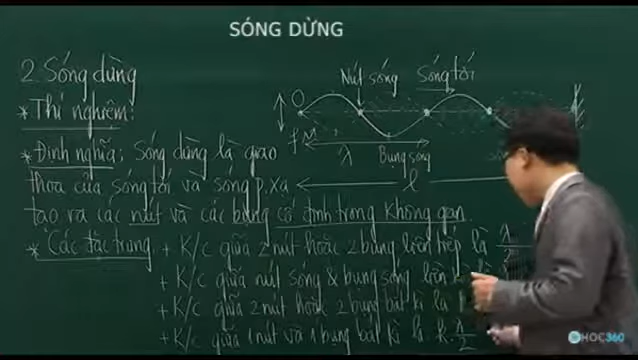 SÓNG DỪNG
2. Sóng dừng
* Thí nghiệm:
Nút sóng
Sóng tới
O
λ
Bụng sóng
l
* Định nghĩa: Sóng dừng là giao
thoa của sóng tới và sóng p.xạ
tạo ra các nút và các bụng cố định trong không gian.
* Các đặc trưng
+ K/c giữa 2 nút hoặc 2 bụng liên tiếp là λ/2
+ K/c giữa nút sóng & bụng sóng liên
+ K/c giữa 2 nút hoặc 2 bụng bất kì là
+ K/c giữa 1 nút và 1 bụng bất kì là k.λ/2
HOC360